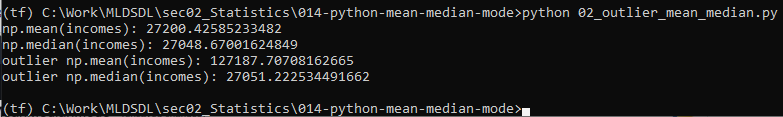 (tf) C:\Work\MLDSDL\sec02_Statistics\014-python-mean-median-mode>python 02_outlier_mean_median.py
np.mean(incomes): 27200.42585233482
np.median(incomes): 27048.67001624849
outlier np.mean(incomes): 127187.70708162665
outlier np.median(incomes): 27051.222534491662
(tf) C:\Work\MLDSDL\sec02_Statistics\014-python-mean-median-mode>